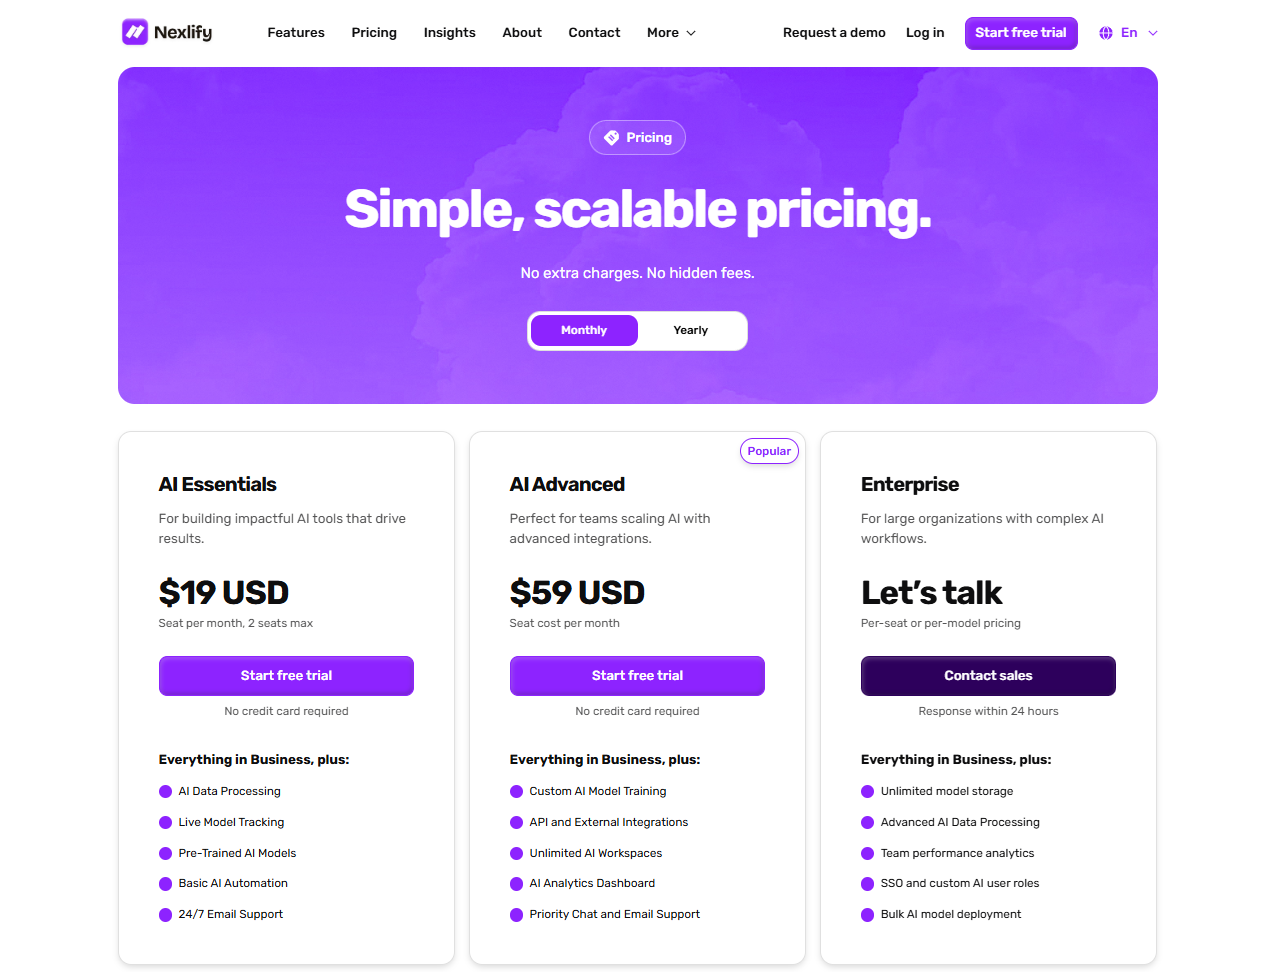 Nexlify
Features Pricing Insights About Contact More
Request a demo Log in Start free trial En
Pricing
Simple, scalable pricing.
No extra charges. No hidden fees.
Monthly Yearly
AI Essentials
For building impactful AI tools that drive
results.
$19 USD
Seat per month, 2 seats max
Start free trial
No credit card required
Everything in Business, plus:
AI Data Processing
Live Model Tracking
Pre-Trained AI Models
Basic AI Automation
24/7 Email Support
Popular
AI Advanced
Perfect for teams scaling AI with
advanced integrations.
$59 USD
Seat cost per month
Start free trial
No credit card required
Everything in Business, plus:
Custom AI Model Training
API and External Integrations
Unlimited AI Workspaces
AI Analytics Dashboard
Priority Chat and Email Support
Enterprise
For large organizations with complex AI
workflows.
Let’s talk
Per-seat or per-model pricing
Contact sales
Response within 24 hours
Everything in Business, plus:
Unlimited model storage
Advanced AI Data Processing
Team performance analytics
SSO and custom AI user roles
Bulk AI model deployment